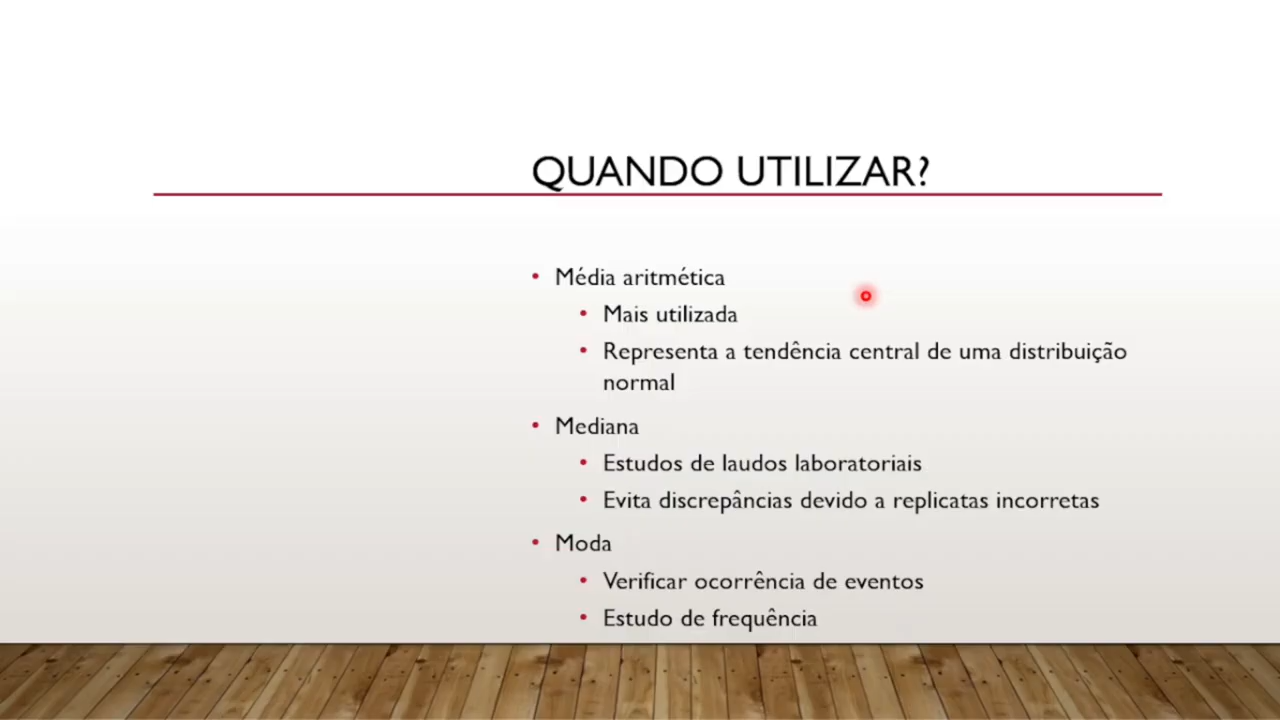 QUANDO UTILIZAR?
• Média aritmética
• Mais utilizada
• Representa a tendência central de uma distribuição
normal
• Mediana
• Estudos de laudos laboratoriais
• Evita discrepâncias devido a replicatas incorretas
• Moda
• Verificar ocorrência de eventos
• Estudo de frequência